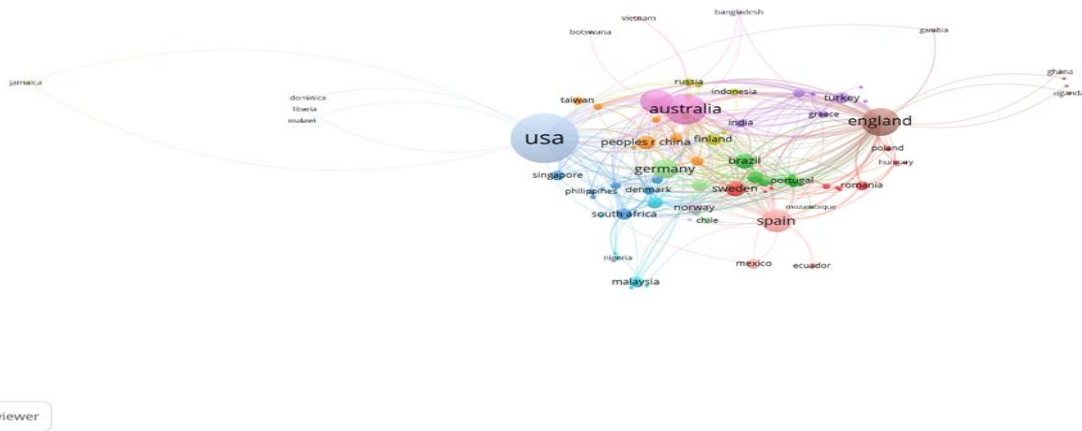 bangladesh
vietnam
botswana
gambia
ghana
jamaica
russia
indonesia
uganda
dominica
taiwan
turkey
liberia
australia
malawi
india
greece
england
usa
peoples r china
finland
poland
brazil
hungary
germany
singapore
portugal
philippines
denmark
sweden
romania
norway
mozambique
south africa
chile
spain
nigeria
mexico
ecuador
malaysia
viewer